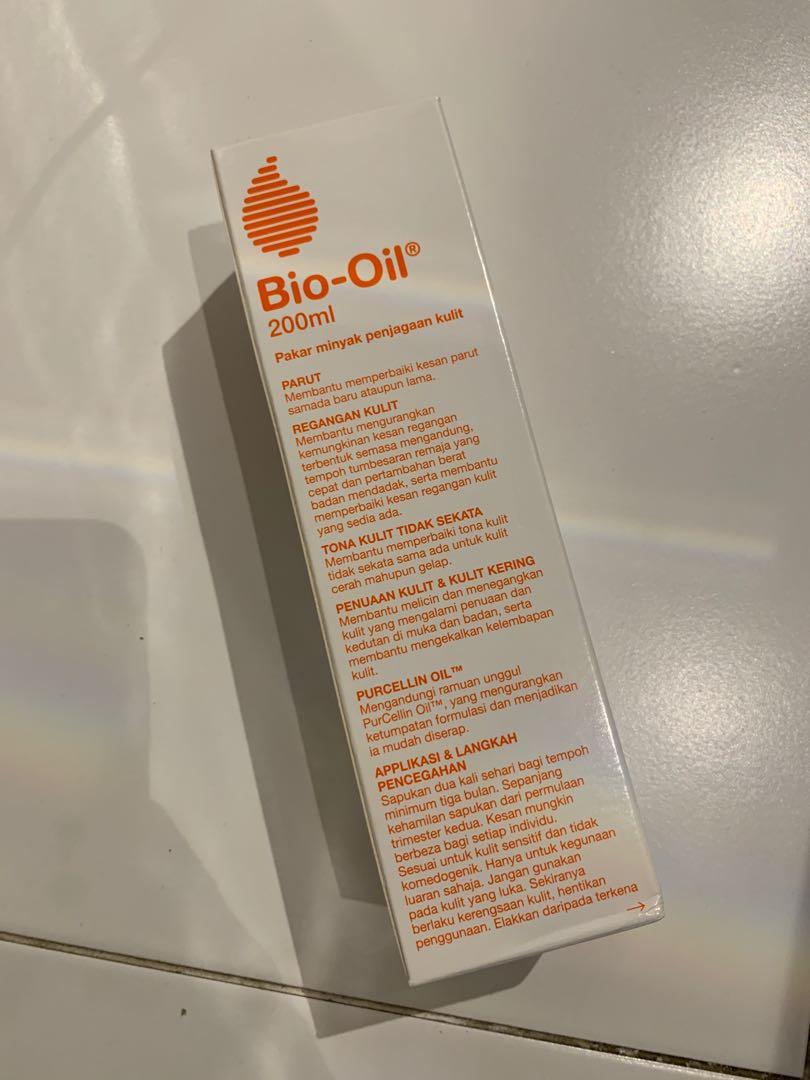 Bio-Oil®
200ml
Pakar minyak penjagaan kulit
PARUT
Membantu memperbaiki kesan parut
samada baru ataupun lama.
REGANGAN KULIT
Membantu mengurangkan
kemungkinan kesan regangan
terbentuk semasa mengandung,
tempoh tumbesaran remaja yang
cepat dan pertambahan berat
badan mendadak, serta membantu
memperbaiki kesan regangan kulit
yang sedia ada.
TONA KULIT TIDAK SEKATA
Membantu memperbaiki tona kulit
tidak sekata sama ada untuk kulit
cerah mahupun gelap.
PENUAAN KULIT & KULIT KERING
Membantu melicin dan menegangkan
kulit yang mengalami penuaan dan
kedutan di muka dan badan, serta
membantu mengekalkan kelembapan
kulit.
PURCELLIN OIL™
Mengandungi ramuan unggul
PurCellin Oil™, yang mengurangkan
ketumpatan formulasi dan menjadikan
ia mudah diserap.
APPLIKASI & LANGKAH
PENCEGAHAN
Sapukan dua kali sehari bagi tempoh
minimum tiga bulan. Sepanjang
kehamilan sapukan dari permulaan
trimester kedua. Kesan mungkin
berbeza bagi setiap individu.
Sesuai untuk kulit sensitif dan tidak
komedogenik. Hanya untuk kegunaan
luaran sahaja. Jangan gunakan
pada kulit yang luka. Sekiranya
berlaku kerengsaan kulit, hentikan
penggunaan. Elakkan daripada terkena →